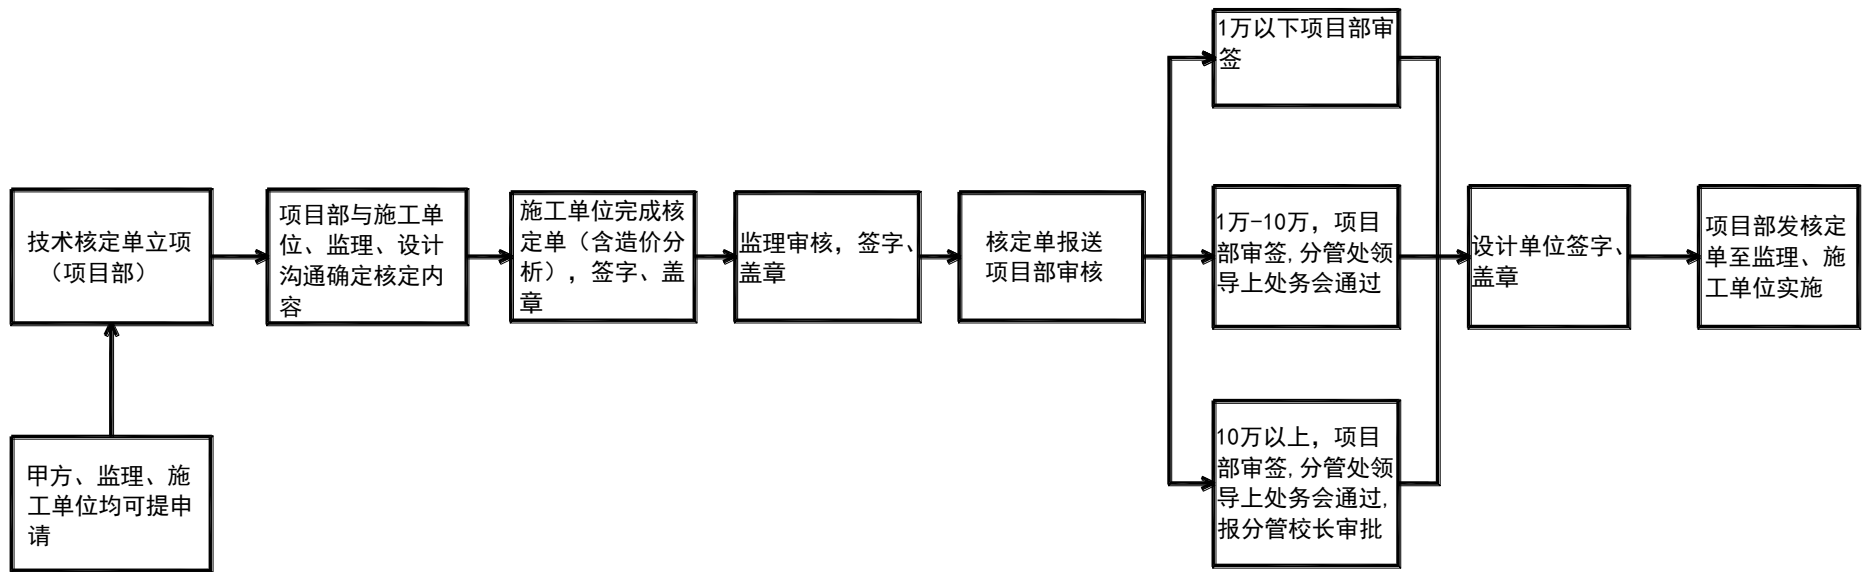 技术核定单立项
（项目部）
甲方、监理、施
工单位均可提申
请
项目部与施工单
位、监理、设计
沟通确定核定内
容
施工单位完成核
定单（含造价分
析），签字、盖
章
监理审核，签字、
盖章
核定单报送
项目部审核
1万以下项目部审
签
1万-10万，项目
部审签,分管处领
导上处务会通过
10万以上，项目
部审签,分管处领
导上处务会通过,
报分管校长审批
设计单位签字、
盖章
项目部发核定
单至监理、施
工单位实施